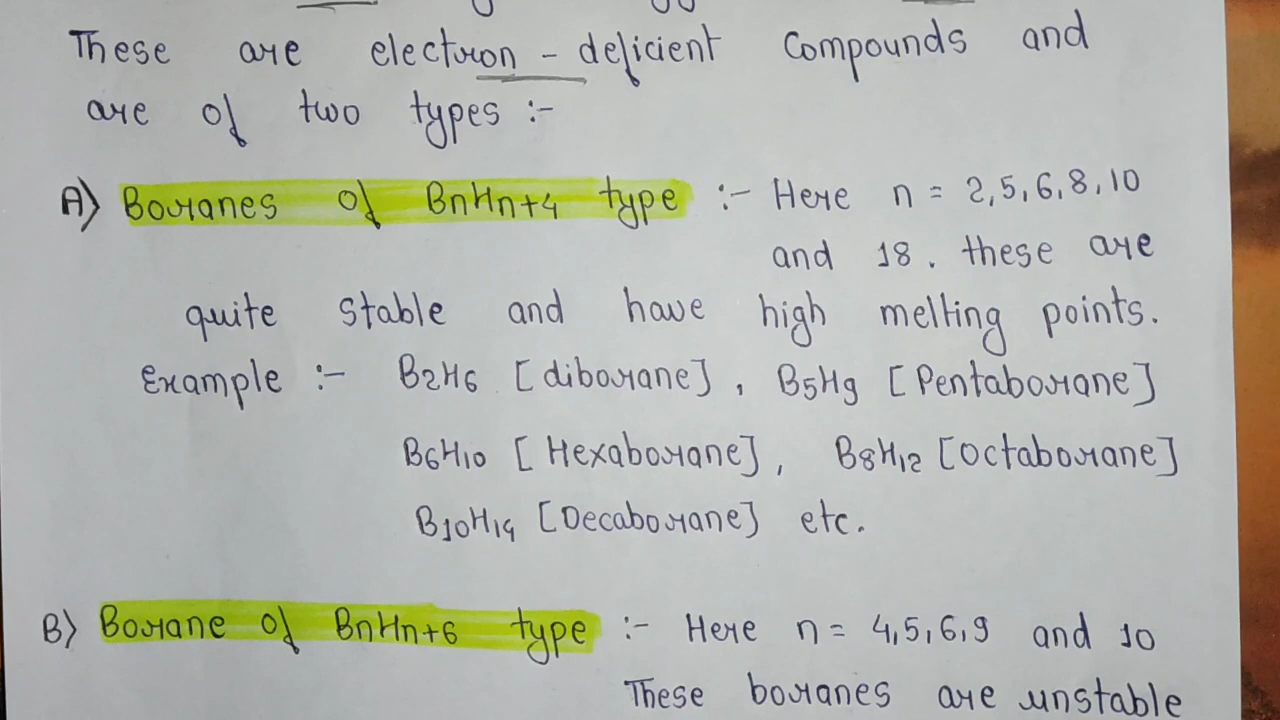 These are electron - deficient compounds and
are of two types :-
A) Boranes of BnHn+4 type :- Here n = 2,5,6,8,10
and 18. these are
quite stable and have high melting points.
Example :- B2H6 [diborane], B5H9 [Pentaborane]
B6H10 [Hexaborane], B8H12 [Octaborane]
B10H14 [Decaborane] etc.
B) Borane of BnHn+6 type :- Here n = 4,5,6,9 and 10
These boranes are unstable